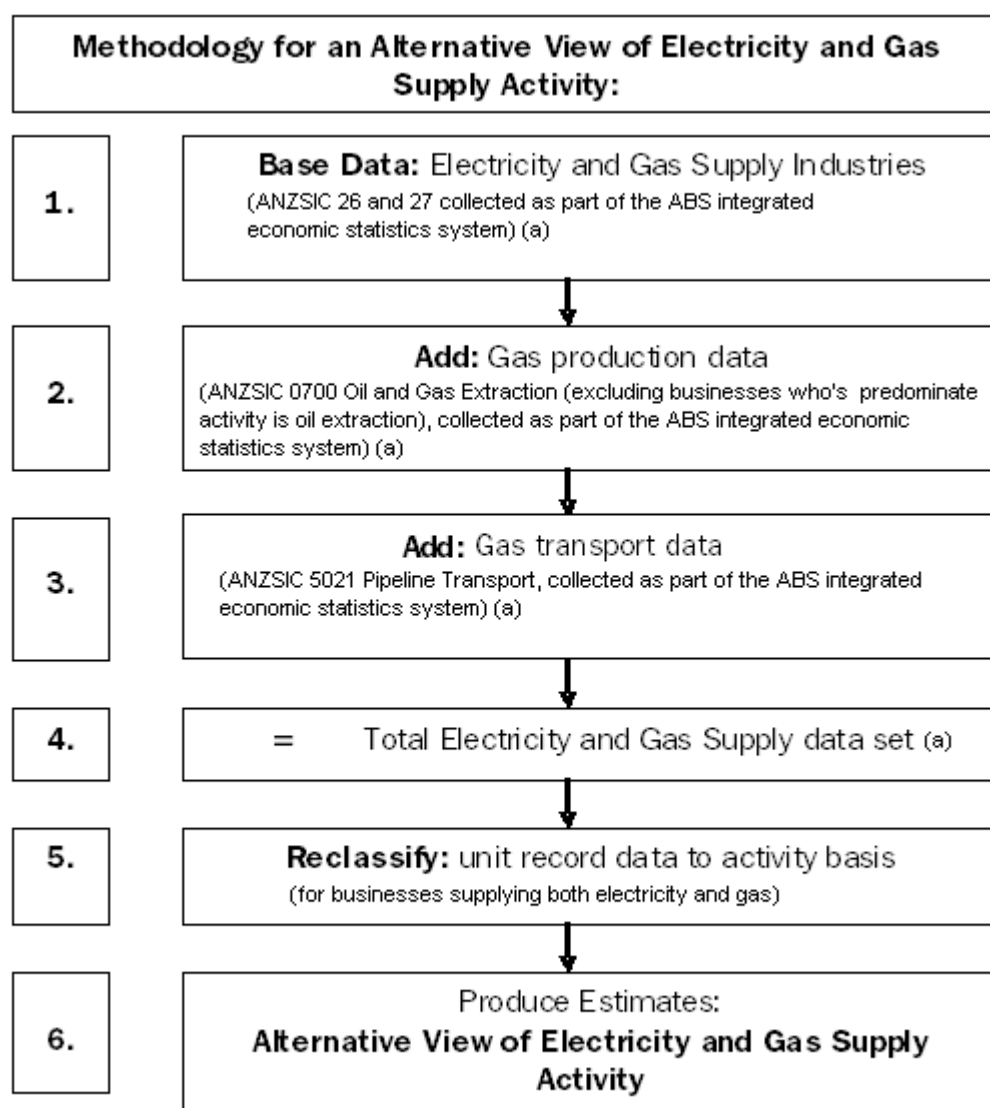 Methodology for an Alternative View of Electricity and Gas
Supply Activity:
1.
Base Data: Electricity and Gas Supply Industries
(ANZSIC 26 and 27 collected as part of the ABS integrated
economic statistics system) (a)
2.
Add: Gas production data
(ANZSIC 0700 Oil and Gas Extraction (excluding businesses who's predominate
activity is oil extraction), collected as part of the ABS integrated economic
statistics system) (a)
3.
Add: Gas transport data
(ANZSIC 5021 Pipeline Transport, collected as part of the ABS integrated
economic statistics system) (a)
4.
= Total Electricity and Gas Supply data set (a)
5.
Reclassify: unit record data to activity basis
(for businesses supplying both electricity and gas)
6.
Produce Estimates:
Alternative View of Electricity and Gas Supply
Activity